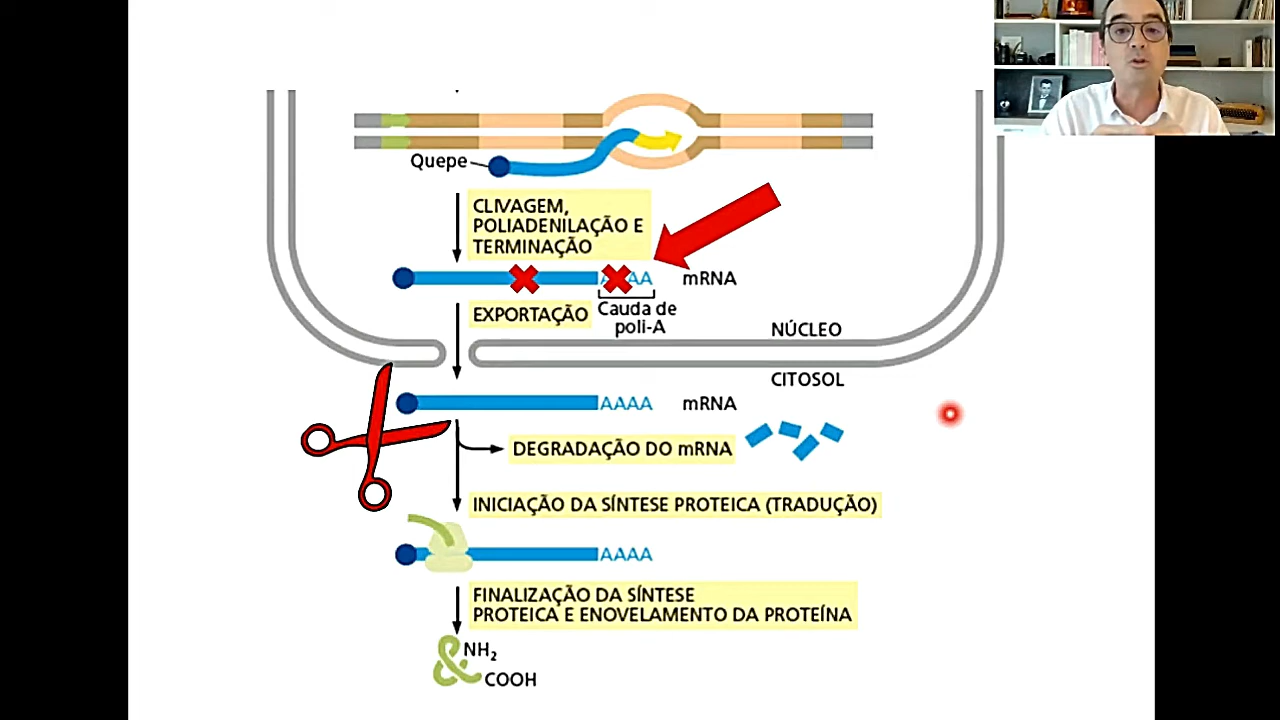 Quepe
CLIVAGEM,
POLIADENILAÇÃO E
TERMINAÇÃO
AA mRNA
EXPORTAÇÃO
Cauda de
poli-A
NÚCLEO
CITOSOL
AAAA mRNA
DEGRADAÇÃO DO mRNA
INICIAÇÃO DA SÍNTESE PROTEICA (TRADUÇÃO)
AAAA
FINALIZAÇÃO DA SÍNTESE
PROTEICA E ENOVELAMENTO DA PROTEÍNA
NH₂
COOH